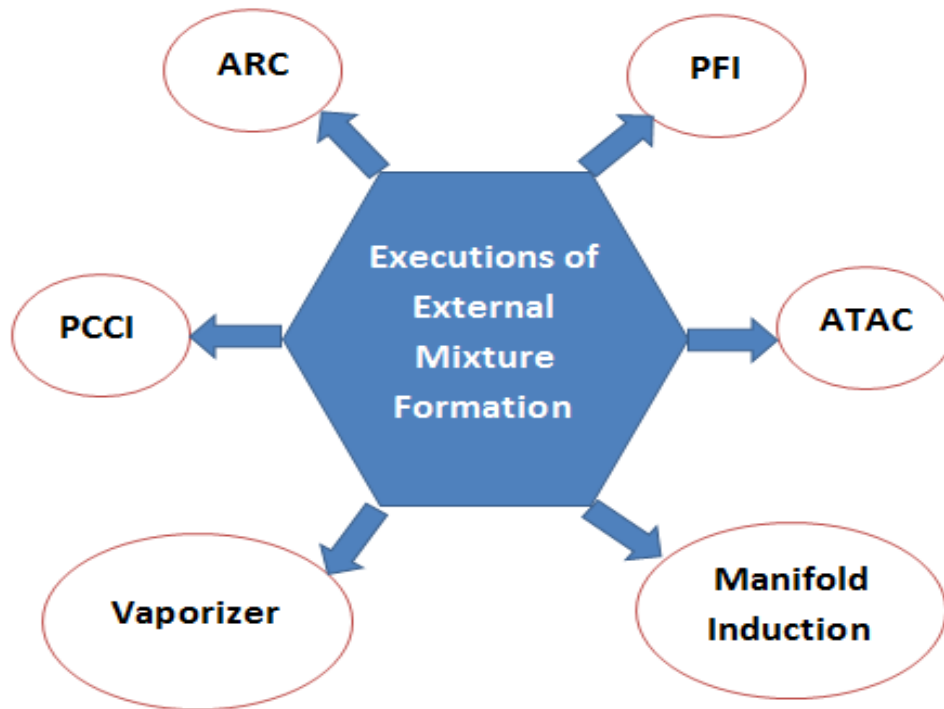 ARC
PFI
Executions of
External
Mixture
Formation
PCCI
ATAC
Vaporizer
Manifold
Induction